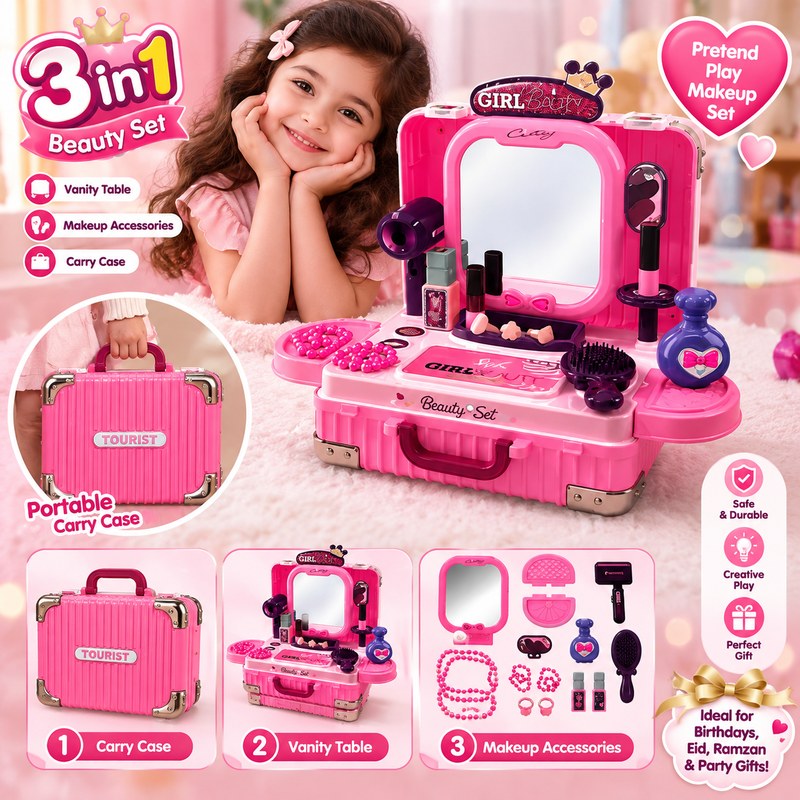 3 in 1
Beauty Set
Vanity Table
Makeup Accessories
Carry Case
Pretend
Play
Makeup
Set
GIRL Beauty
Beauty Set
TOURIST
Portable
Carry Case
Safe
& Durable
Creative
Play
Perfect
Gift
GIRL
Beauty Set
TOURIST
1 Carry Case
2 Vanity Table
3 Makeup Accessories
Ideal for
Birthdays,
Eid, Ramzan
& Party Gifts!